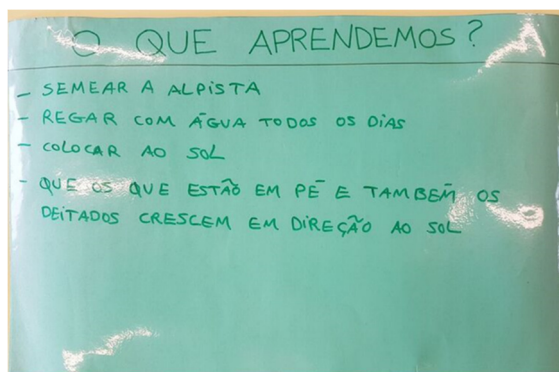 O QUE APRENDEMOS?
- SEMEAR A ALPISTA
- REGAR COM ÁGUA TODOS OS DIAS
- COLOCAR AO SOL
- QUE OS QUE ESTÃO EM PÉ E TAMBÉM OS
DEITADOS CRESCEM EM DIREÇÃO AO SOL